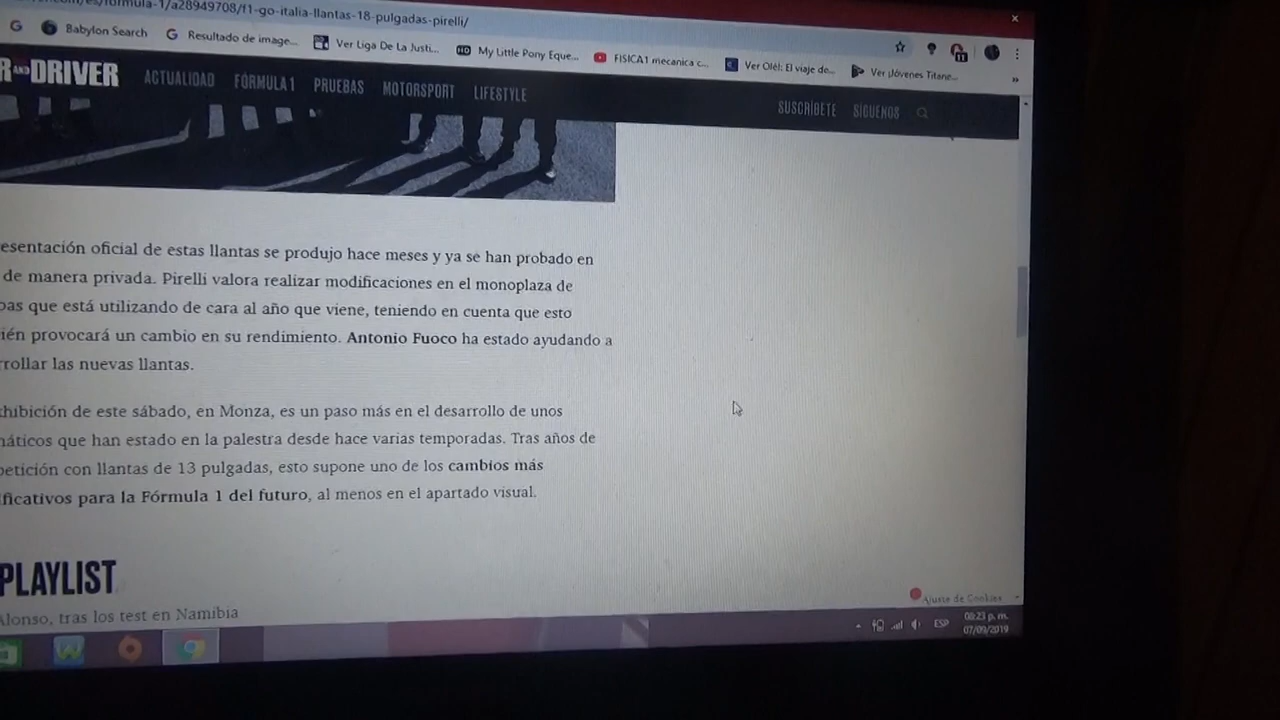 /formula-1/a28949708/f1-go-italia-llantas-18-pulgadas-pirelli/
Babylon Search
Resultado de image...
Ver Liga De La Justi...
My Little Pony Eque...
FISICA1 mecanica c...
Ver Olé!: El viaje de...
Ver ¡Jóvenes Titane...
»
R AND DRIVER
ACTUALIDAD
FÓRMULA 1
PRUEBAS
MOTORSPORT
LIFESTYLE
SUSCRÍBETE
SÍGUENOS
esentación oficial de estas llantas se produjo hace meses y ya se han probado en
de manera privada. Pirelli valora realizar modificaciones en el monoplaza de
bas que está utilizando de cara al año que viene, teniendo en cuenta que esto
ién provocará un cambio en su rendimiento. Antonio Fuoco ha estado ayudando a
rrollar las nuevas llantas.
hibición de este sábado, en Monza, es un paso más en el desarrollo de unos
máticos que han estado en la palestra desde hace varias temporadas. Tras años de
petición con llantas de 13 pulgadas, esto supone uno de los cambios más
ificativos para la Fórmula 1 del futuro, al menos en el apartado visual.
PLAYLIST
Alonso, tras los test en Namibia
Ajuste de Cookies
ESP
08:23 p. m.
07/09/2019